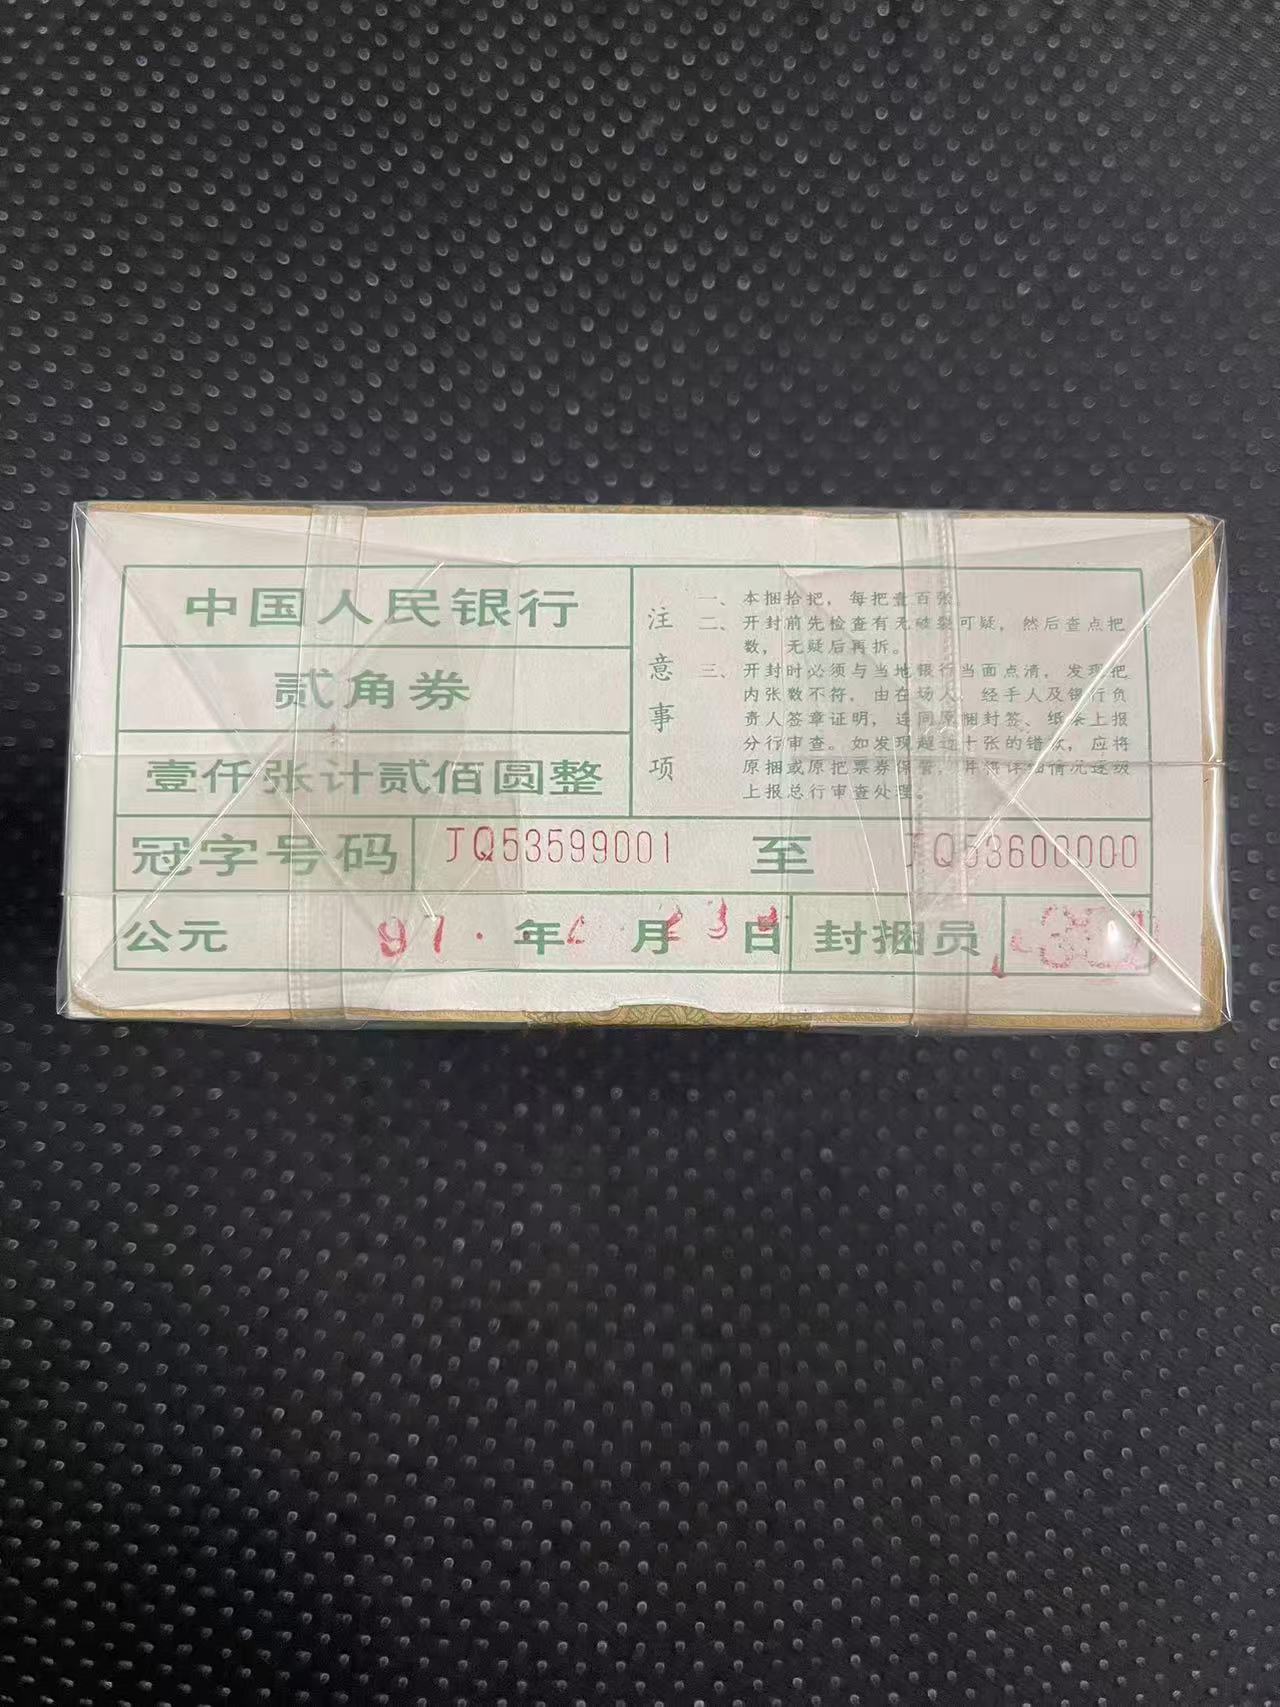 中国人民银行
贰角券
壹仟张计贰佰圆整
注意事项
一、本捆拾把，每把壹百张
二、开封前先检查有无破裂可疑，然后查点把
数，无疑后再拆。
三、开封时必须与当地银行当面点清，发现把
内张数不符，由在场人、经手人及银行负
责人签章证明，连同原捆封签、纸条上报
分行审查。如发现超过十张的错款，应将
原捆或原把票券保管，并将详细情况逐级
上报总行审查处理。
冠字号码 JQ53599001 至 JQ53600000
公元 97. 年 月 23 日 封捆员